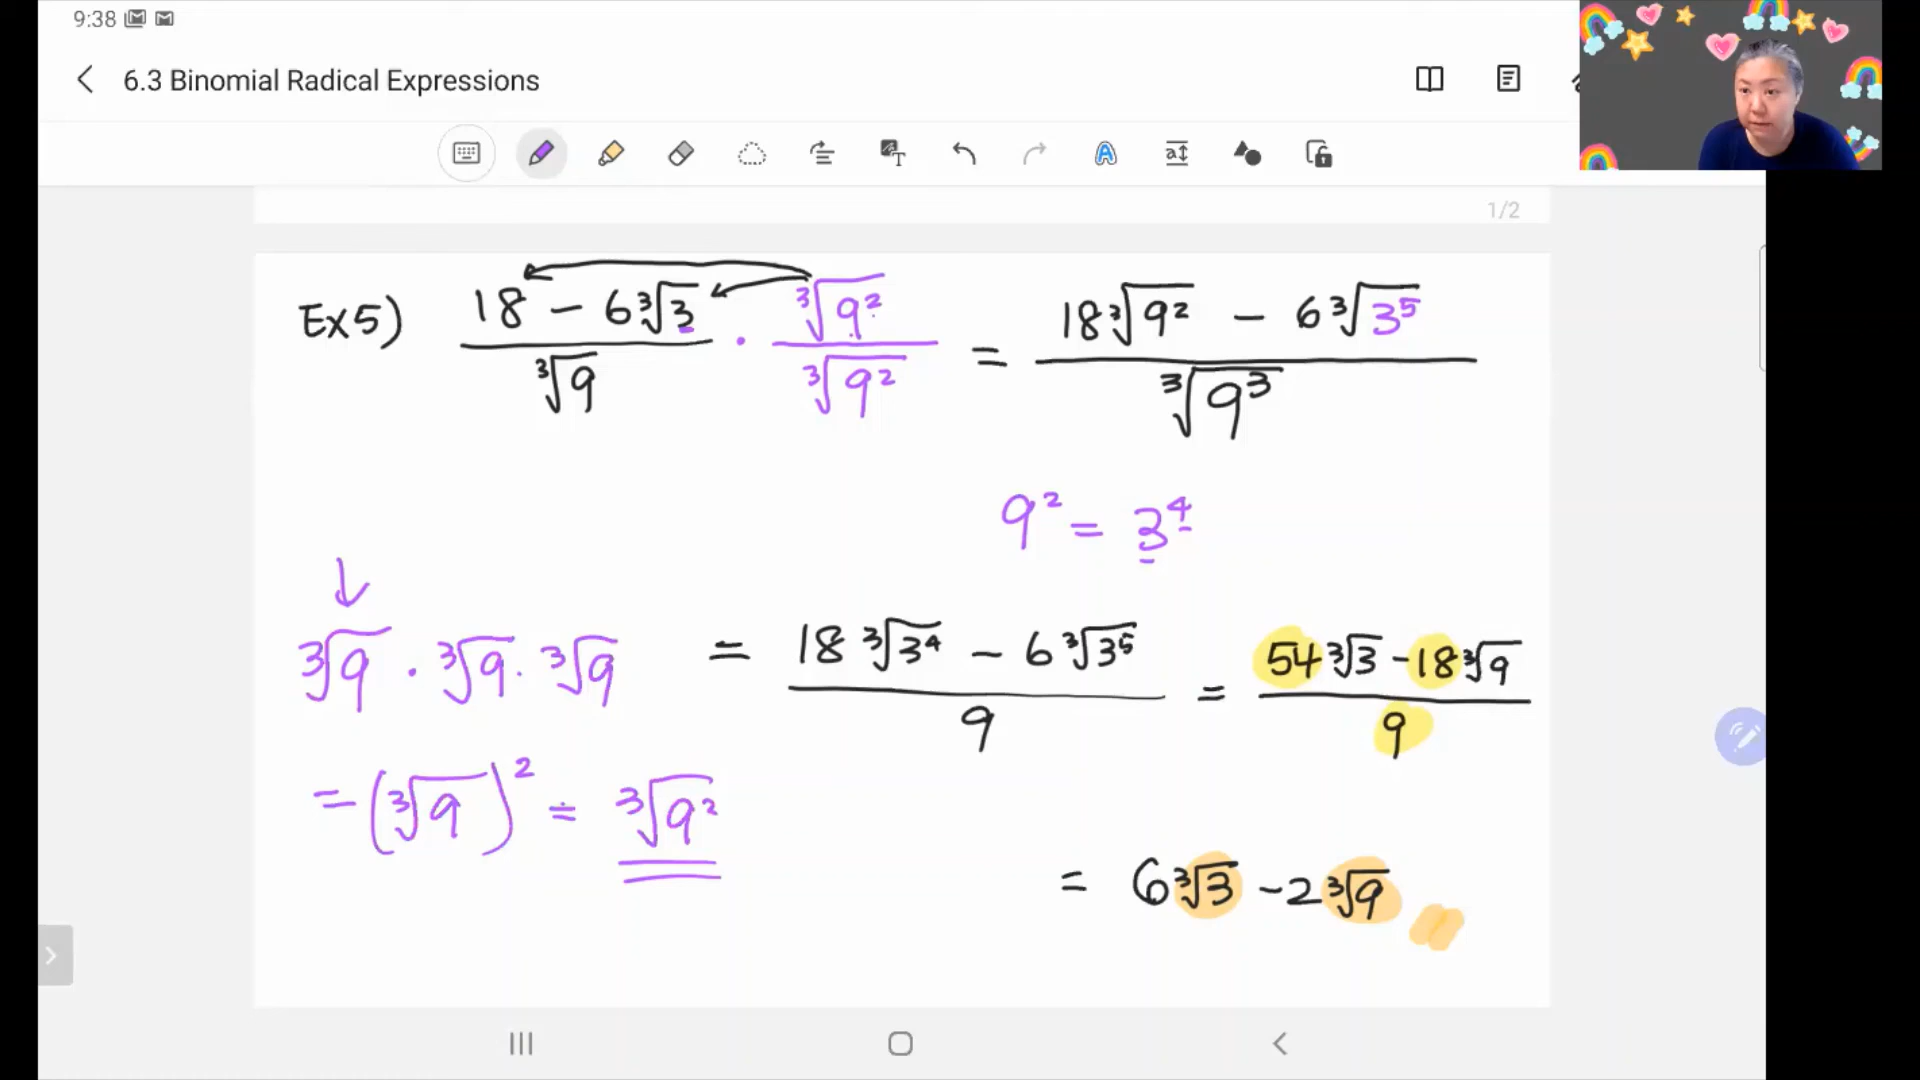 9:38
6.3 Binomial Radical Expressions
1/2
Ex5) (18 - 6∛3)/∛9 · ∛9²/∛9² = (18∛9² - 6∛3⁵)/∛9³
9² = 3⁴
∛9 · ∛9 · ∛9
= (18∛3⁴ - 6∛3⁵)/9 = (54∛3 - 18∛9)/9
= (∛9)² = ∛9²
= 6∛3 - 2∛9